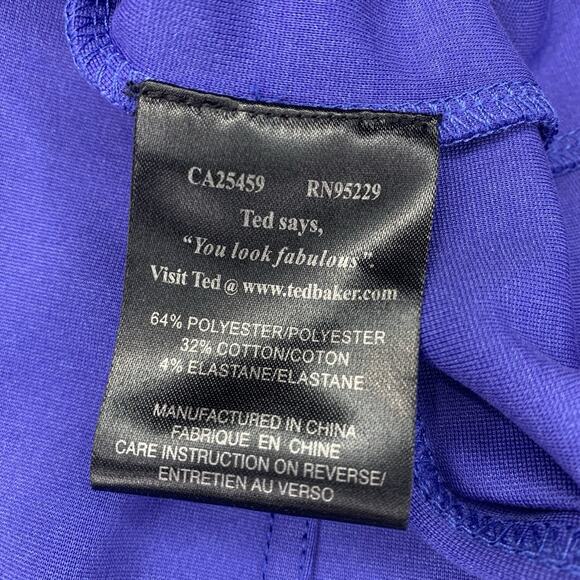 CA25459 RN95229
Ted says,
"You look fabulous".
Visit Ted @ www.tedbaker.com
64% POLYESTER/POLYESTER
32% COTTON/COTON
4% ELASTANE/ELASTANE
MANUFACTURED IN CHINA
FABRIQUE EN CHINE
CARE INSTRUCTION ON REVERSE/
ENTRETIEN AU VERSO